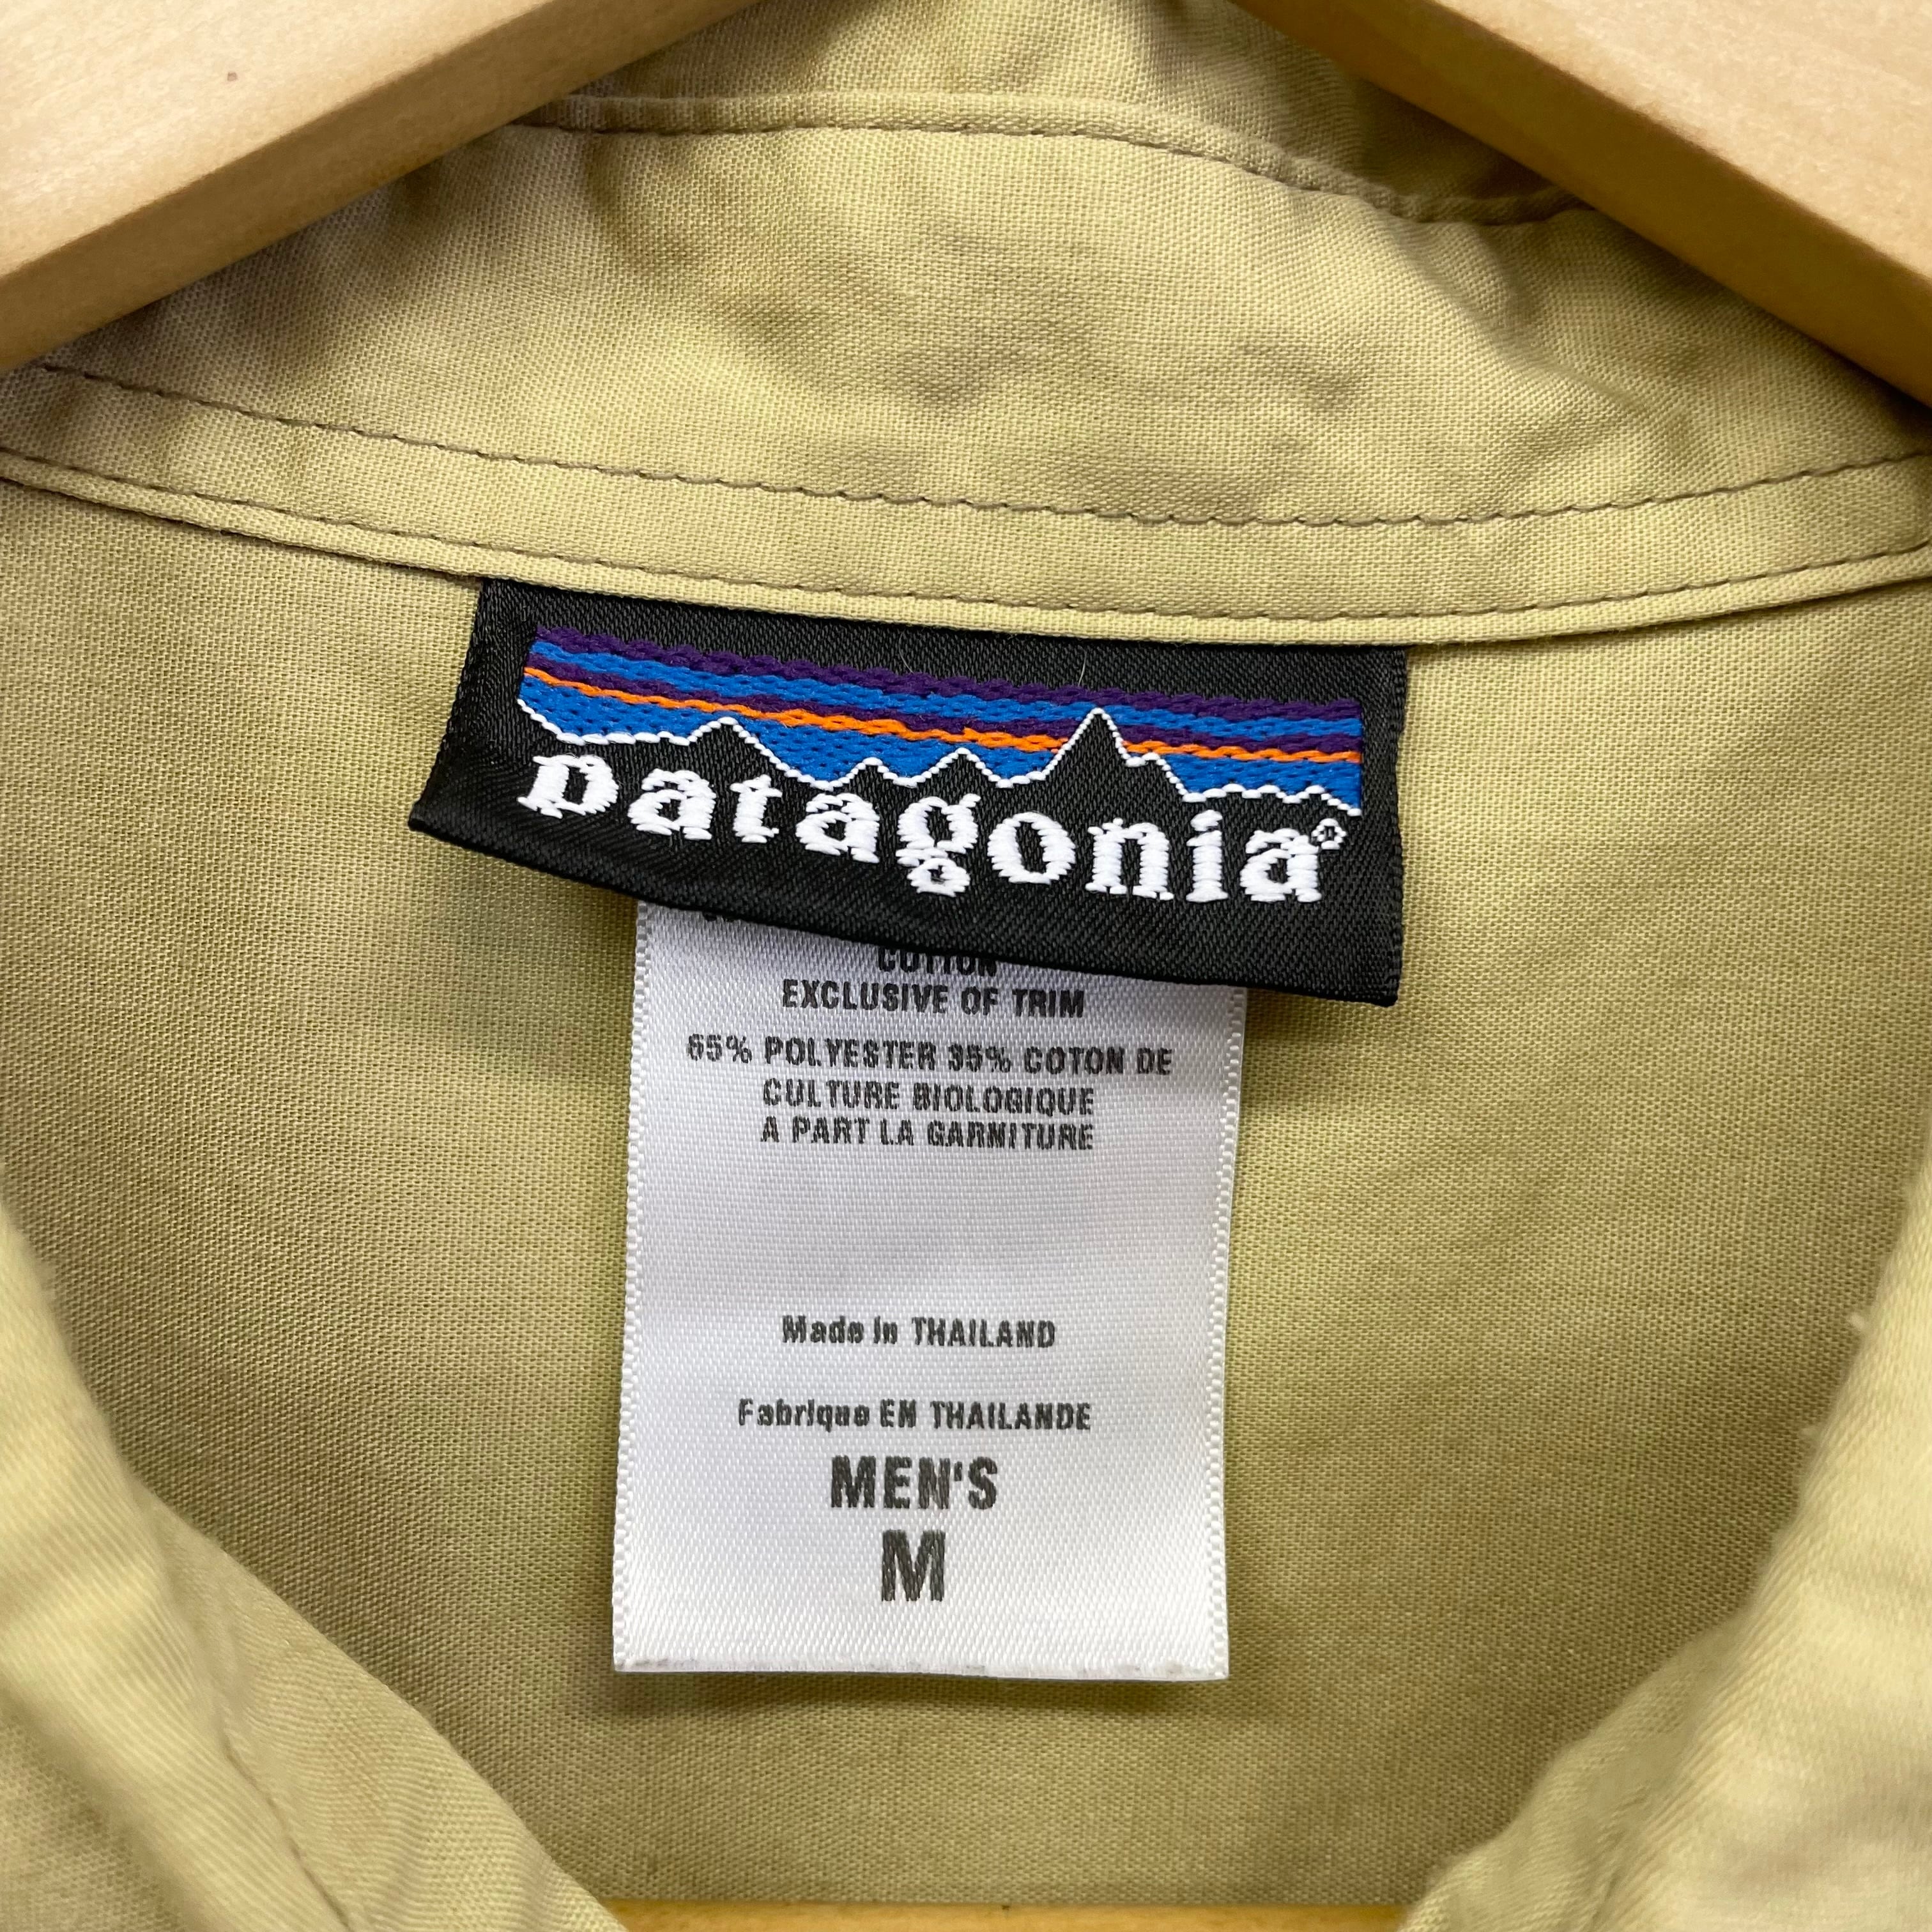 patagonia®
COTTON
EXCLUSIVE OF TRIM
65% POLYESTER 35% COTON DE
CULTURE BIOLOGIQUE
A PART LA GARNITURE
Made in THAILAND
Fabrique EN THAILANDE
MEN'S
M